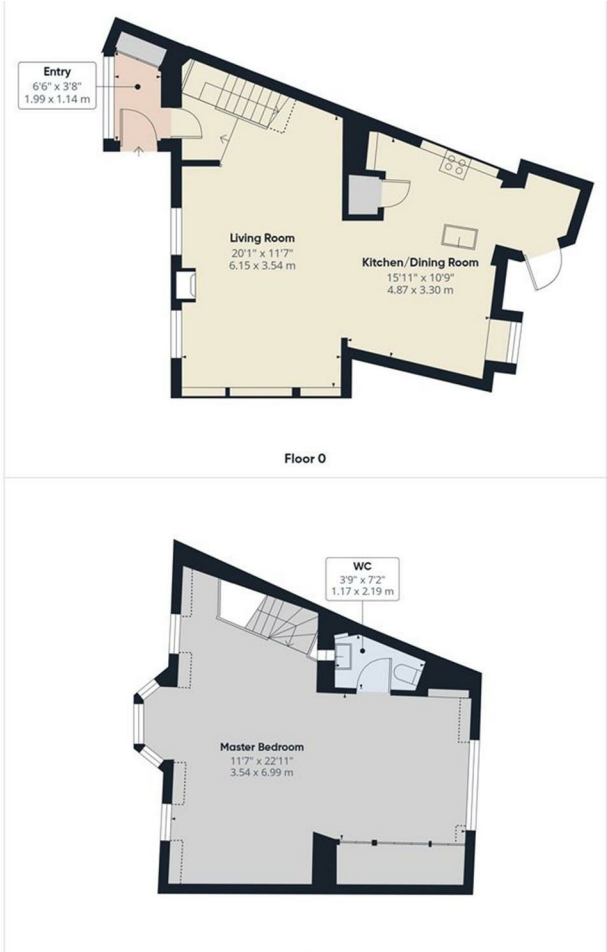 Entry
6'6" x 3'8"
1.99 x 1.14 m
Living Room
20'1" x 11'7"
6.15 x 3.54 m
Kitchen/Dining Room
15'11" x 10'9"
4.87 x 3.30 m
Floor 0
WC
3'9" x 7'2"
1.17 x 2.19 m
Master Bedroom
11'7" x 22'11"
3.54 x 6.99 m